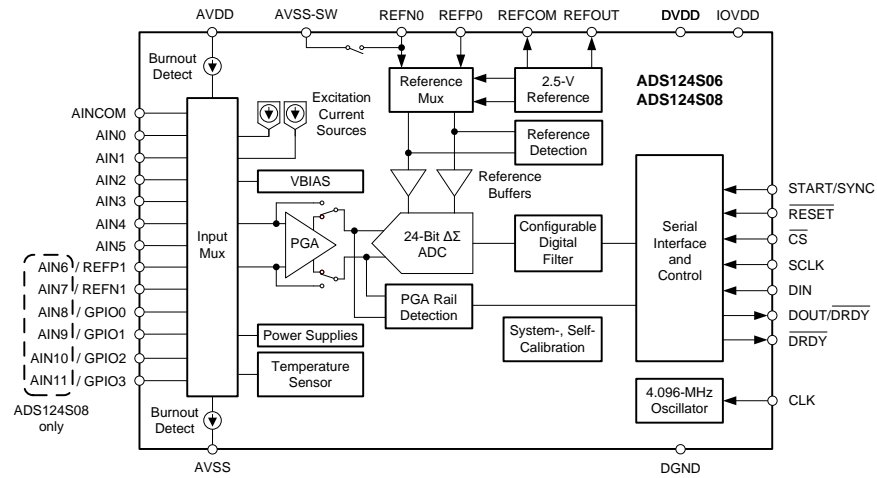 AVDD
AVSS-SW
REFN0
REFP0
REFCOM
REFOUT
DVDD
IOVDD
Burnout
Detect
Reference
Mux
2.5-V
Reference
ADS124S06
ADS124S08
Excitation
Current
Sources
AINCOM
AIN0
AIN1
AIN2
AIN3
AIN4
AIN5
AIN6 / REFP1
AIN7 / REFN1
AIN8 / GPIO0
AIN9 / GPIO1
AIN10 / GPIO2
AIN11 / GPIO3
ADS124S08
only
Input
Mux
VBIAS
Reference
Detection
Reference
Buffers
PGA
24-Bit ΔΣ
ADC
Configurable
Digital
Filter
Serial
Interface
and
Control
START/SYNC
RESET
CS
SCLK
DIN
DOUT/DRDY
DRDY
PGA Rail
Detection
Power Supplies
System-, Self-
Calibration
Temperature
Sensor
4.096-MHz
Oscillator
CLK
Burnout
Detect
AVSS
DGND